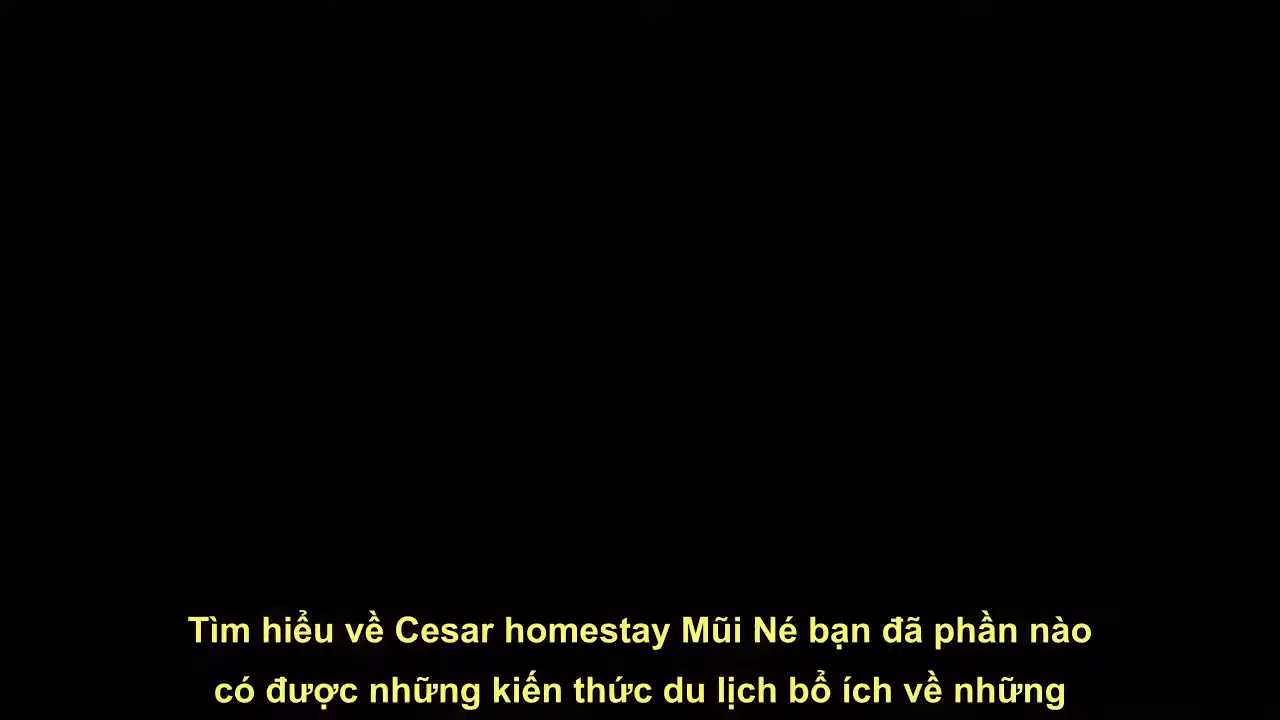 Tìm hiểu về Cesar homestay Mũi Né bạn đã phần nào
có được những kiến thức du lịch bổ ích về những